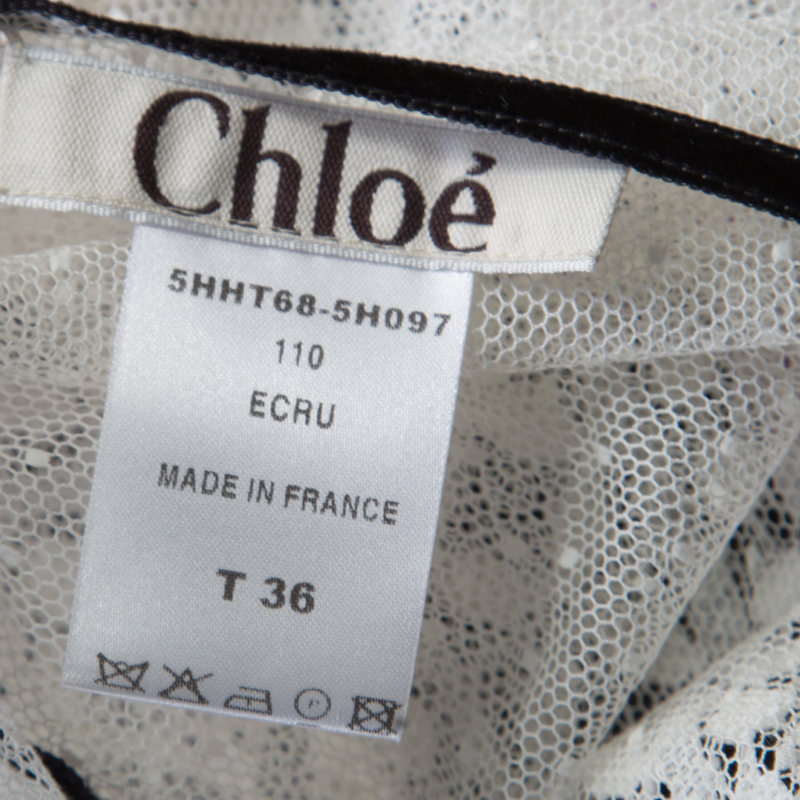 Chloé
5HHT68-5H097
110
ECRU
MADE IN FRANCE
T 36
P